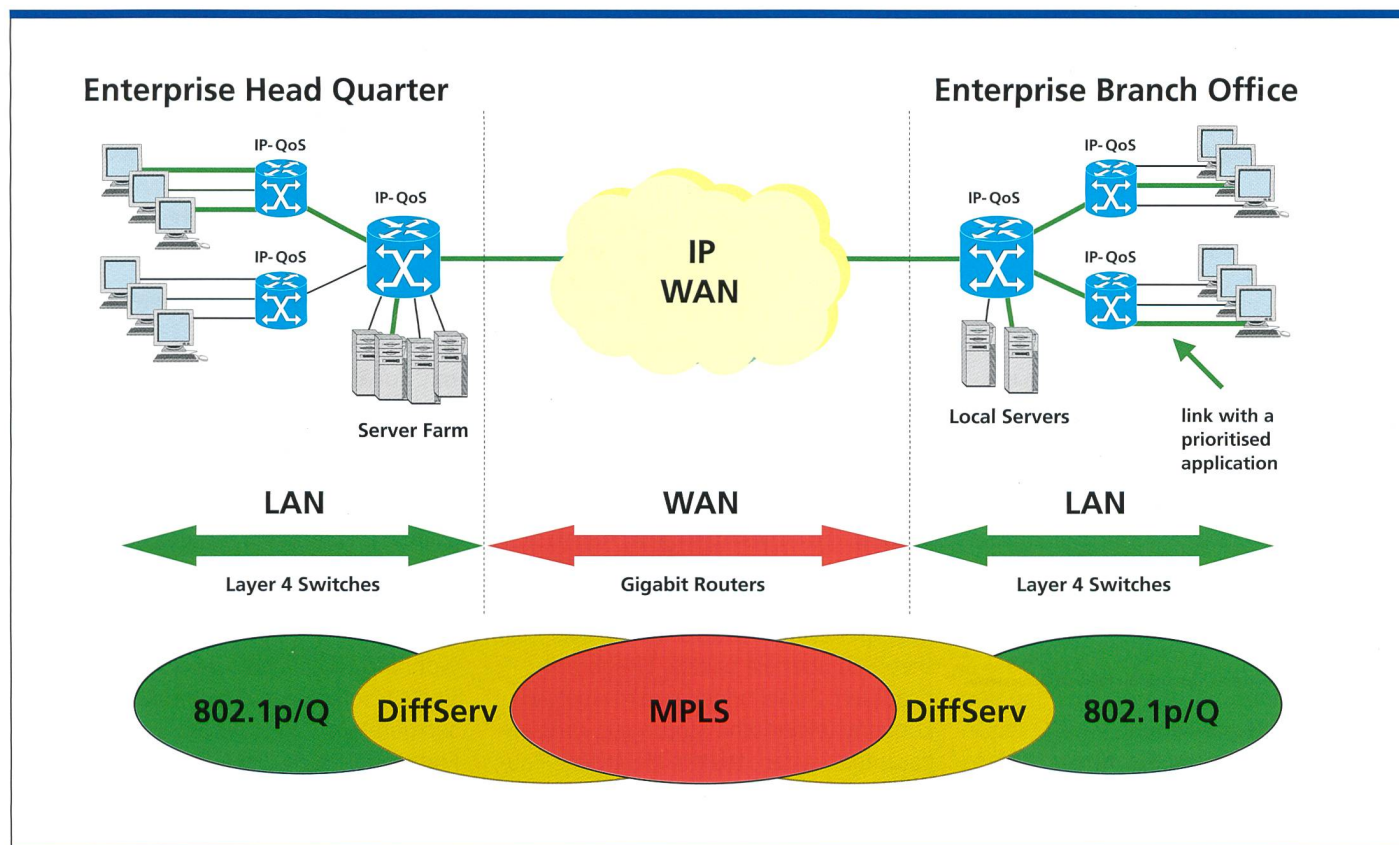 Enterprise Head Quarter
Enterprise Branch Office
IP-QoS
IP-QoS
IP-QoS
IP-QoS
IP-QoS
IP-QoS
IP
WAN
Server Farm
Local Servers
link with a
prioritised
application
LAN
WAN
LAN
Layer 4 Switches
Gigabit Routers
Layer 4 Switches
802.1p/Q
DiffServ
MPLS
DiffServ
802.1p/Q